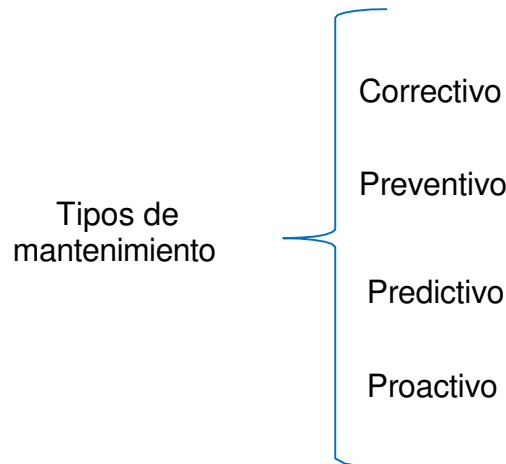 Tipos de
mantenimiento
Correctivo
Preventivo
Predictivo
Proactivo